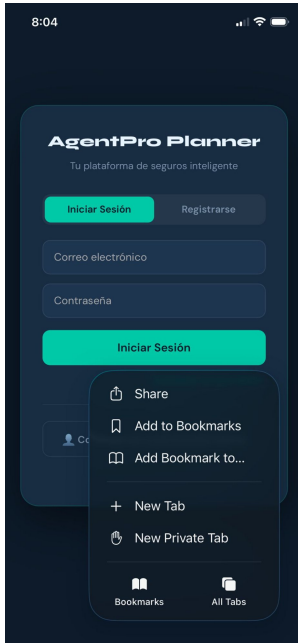 8:04
AgentPro Planner
Tu plataforma de seguros inteligente
Iniciar Sesión Registrarse
Correo electrónico
Contraseña
Iniciar Sesión
Share
Add to Bookmarks
Add Bookmark to...
New Tab
New Private Tab
Bookmarks All Tabs